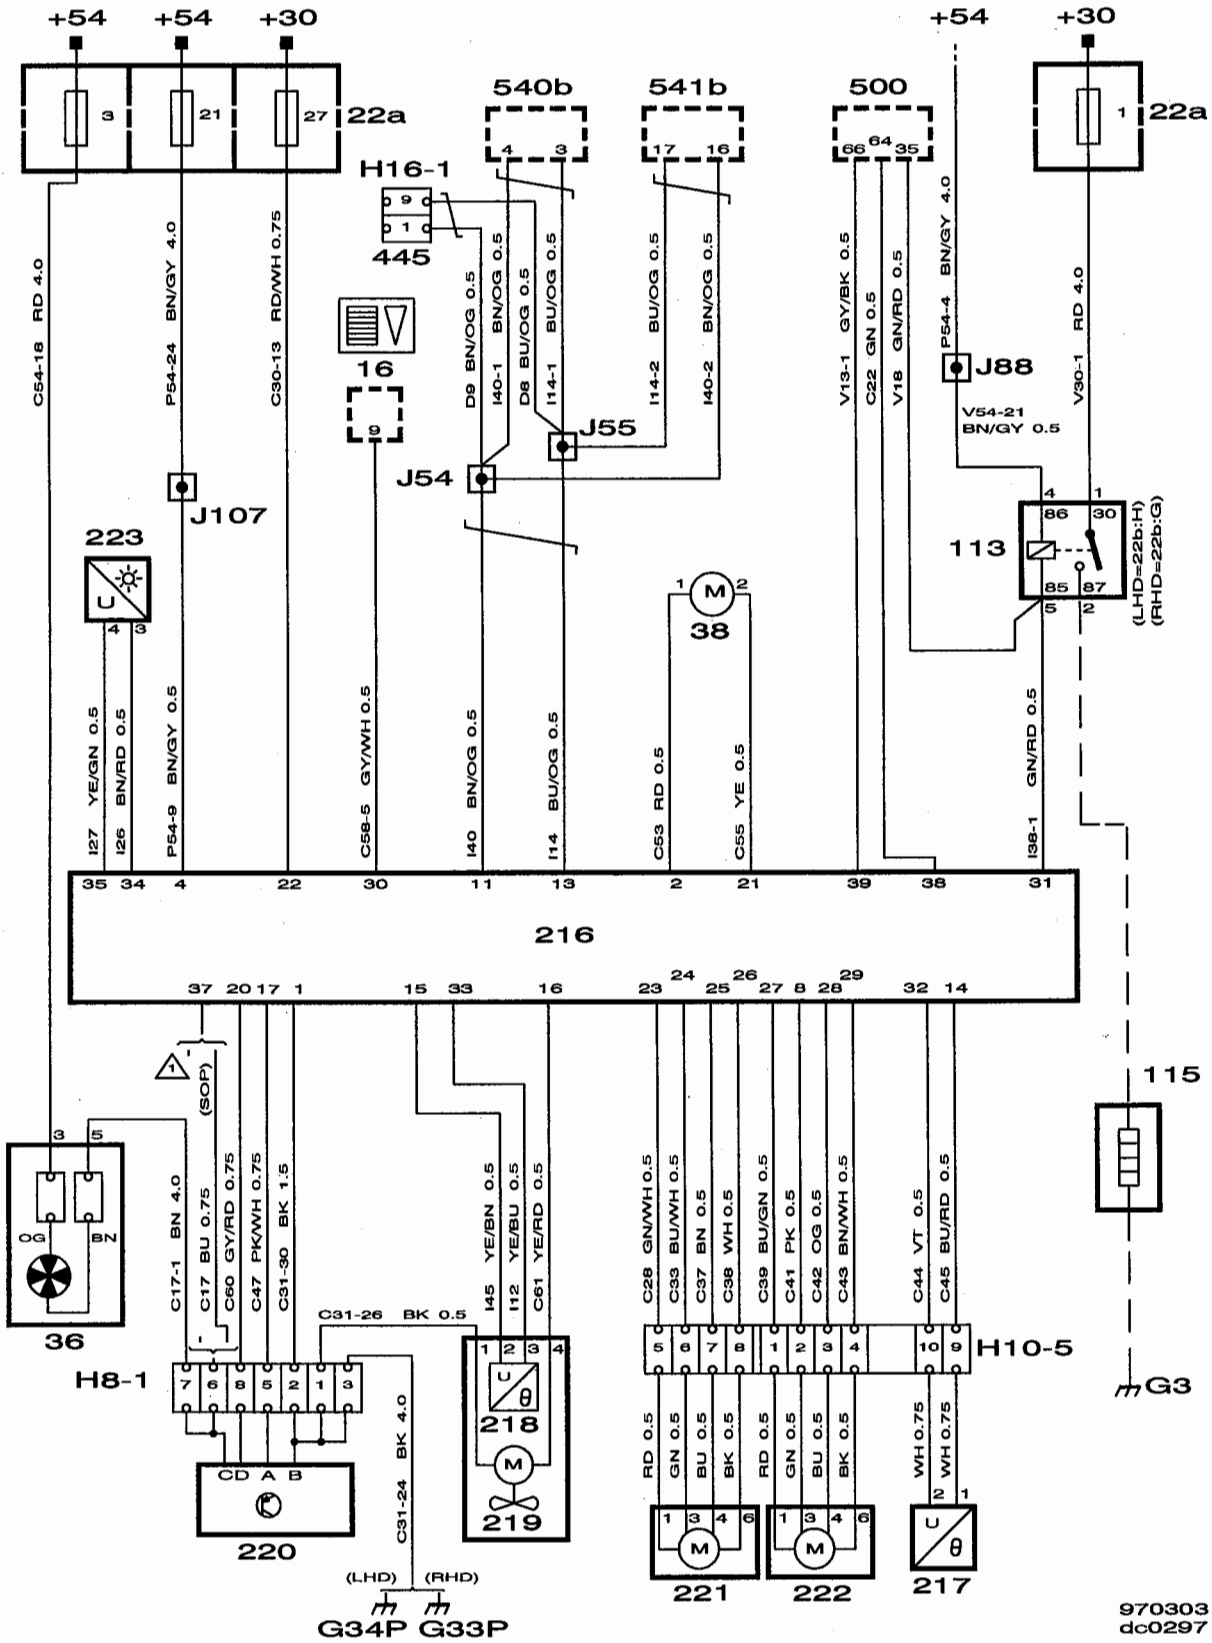 +54 +54 +30 +54 +30
3 21 27 22a
540b 541b 500
1 22a
4 3 17 16 66 64 35
H16-1
9
1
445
16
9
C54-18 RD 4.0
P54-24 BN/GY 4.0
C30-13 RD/WH 0.75
D9 BN/OG 0.5
I40-1 BN/OG 0.5
D8 BU/OG 0.5
I14-1 BU/OG 0.5
I14-2 BU/OG 0.5
I40-2 BN/OG 0.5
V13-1 GY/BK 0.5
C22 GN 0.5
V18 GN/RD 0.5
P54-4 BN/GY 4.0
V30-1 RD 4.0
J88
V54-21
BN/GY 0.5
J55
J54
J107
223
U
4 3
4 1
86 30
113
85 87
5 2
(LHD=22b:H)
(RHD=22b:G)
1 M 2
38
I27 YE/GN 0.5
I26 BN/RD 0.5
P54-9 BN/GY 0.5
C58-5 GY/WH 0.5
I40 BN/OG 0.5
I14 BU/OG 0.5
C53 RD 0.5
C55 YE 0.5
I38-1 GN/RD 0.5
35 34 4 22 30 11 13 2 21 39 38 31
216
37 20 17 1 15 33 16 23 24 25 26 27 8 28 29 32 14
1
(SOP)
115
3 5
OG BN
36
C17-1 BN 4.0
C17 BU 0.75
C60 GY/RD 0.75
C47 PK/WH 0.75
C31-30 BK 1.5
I45 YE/BN 0.5
I12 YE/BU 0.5
C61 YE/RD 0.5
C28 GN/WH 0.5
C33 BU/WH 0.5
C37 BN 0.5
C38 WH 0.5
C39 BU/GN 0.5
C41 PK 0.5
C42 OG 0.5
C43 BN/WH 0.5
C44 VT 0.5
C45 BU/RD 0.5
C31-26 BK 0.5
H8-1
7 6 8 5 2 1 3
1 2 3 4
U
θ
218
M
219
5 6 7 8 1 2 3 4 10 9
H10-5
G3
C31-24 BK 4.0
RD 0.5
GN 0.5
BU 0.5
BK 0.5
RD 0.5
GN 0.5
BU 0.5
BK 0.5
WH 0.75
WH 0.75
C D A B
220
1 3 4 6
M
221
1 3 4 6
M
222
2 1
U
θ
217
(LHD) (RHD)
G34P G33P
970303
dc0297